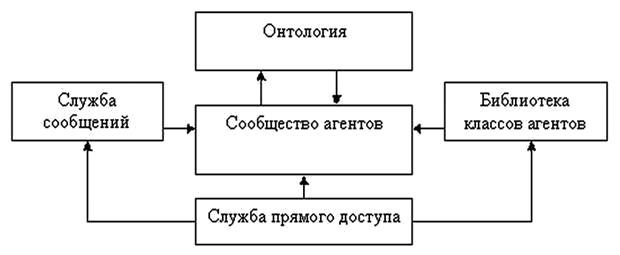 Онтология
Служба
сообщений
Сообщество агентов
Библиотека
классов агентов
Служба прямого доступа